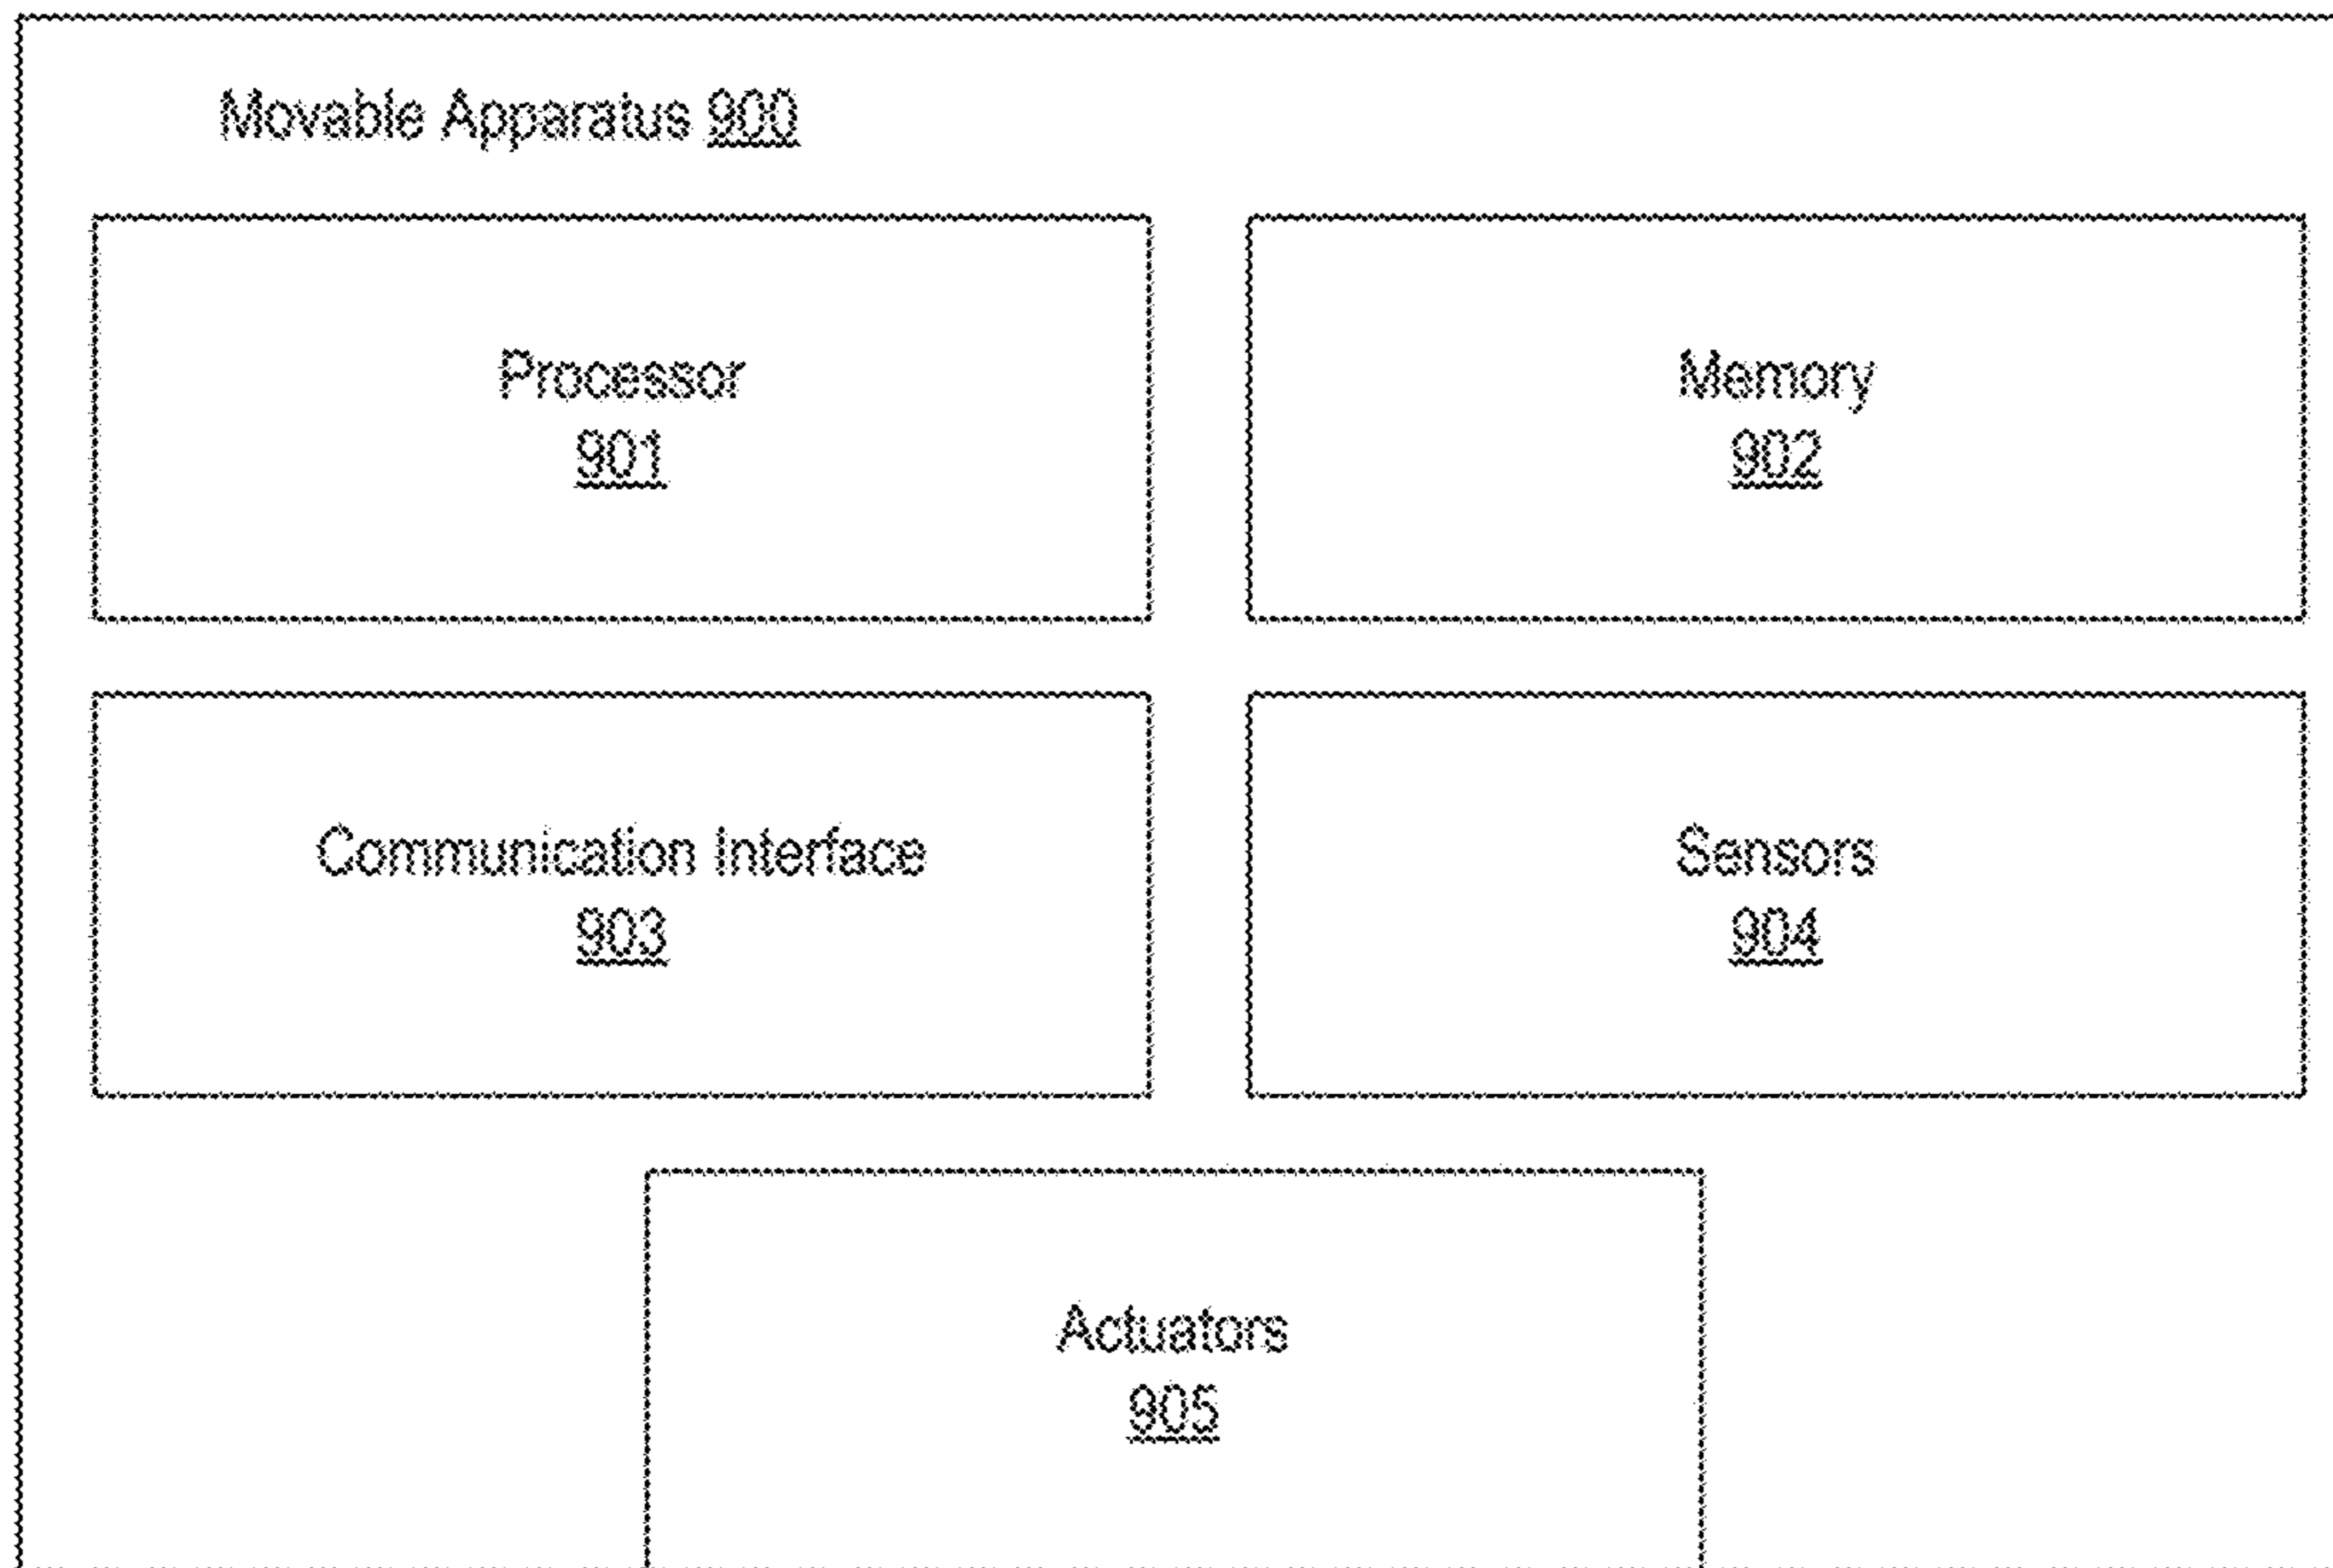 Movable Apparatus 900
Processor
901
Memory
902
Communication Interface
903
Sensors
904
Actuators
905